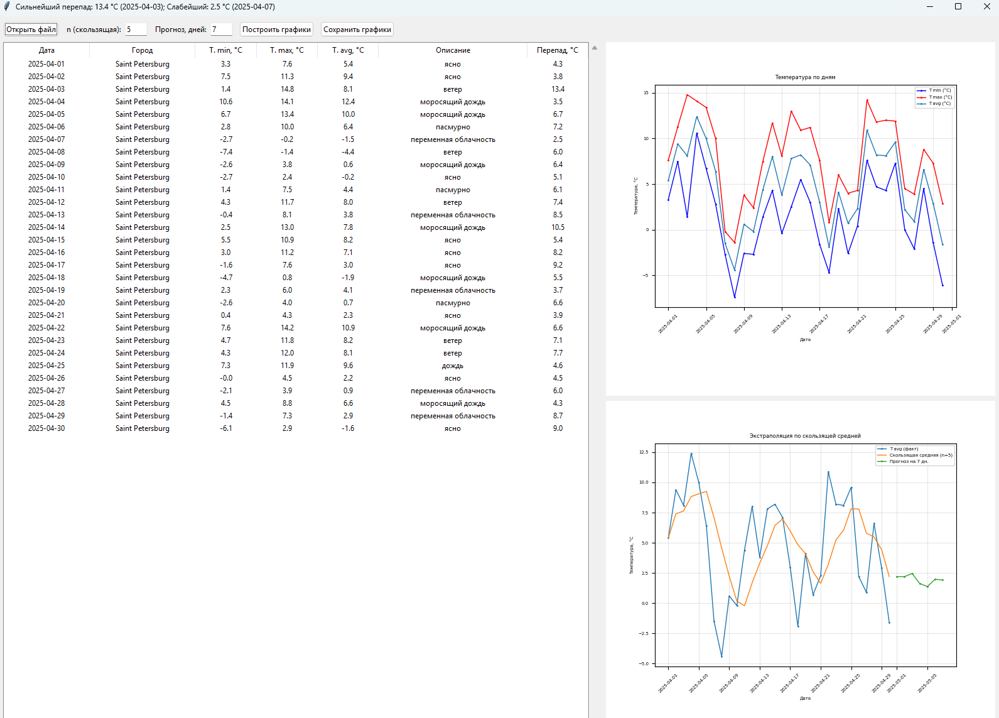 Сильнейший перепад: 13.4 °C (2025-04-03); Слабейший: 2.5 °C (2025-04-07)
Открыть файл n (скользящая): 5 Прогноз, дней: 7 Построить графики Сохранить графики
Дата Город T. min, °C T. max, °C T. avg, °C Описание Перепад, °C
2025-04-01 Saint Petersburg 3.3 7.6 5.4 ясно 4.3
2025-04-02 Saint Petersburg 7.5 11.3 9.4 ясно 3.8
2025-04-03 Saint Petersburg 1.4 14.8 8.1 ветер 13.4
2025-04-04 Saint Petersburg 10.6 14.1 12.4 моросящий дождь 3.5
2025-04-05 Saint Petersburg 6.7 13.4 10.0 моросящий дождь 6.7
2025-04-06 Saint Petersburg 2.8 10.0 6.4 пасмурно 7.2
2025-04-07 Saint Petersburg -2.7 -0.2 -1.5 переменная облачность 2.5
2025-04-08 Saint Petersburg -7.4 -1.4 -4.4 ветер 6.0
2025-04-09 Saint Petersburg -2.6 3.8 0.6 моросящий дождь 6.4
2025-04-10 Saint Petersburg -2.7 2.4 -0.2 ясно 5.1
2025-04-11 Saint Petersburg 1.4 7.5 4.4 пасмурно 6.1
2025-04-12 Saint Petersburg 4.3 11.7 8.0 ветер 7.4
2025-04-13 Saint Petersburg -0.4 8.1 3.8 переменная облачность 8.5
2025-04-14 Saint Petersburg 2.5 13.0 7.8 моросящий дождь 10.5
2025-04-15 Saint Petersburg 5.5 10.9 8.2 ясно 5.4
2025-04-16 Saint Petersburg 3.0 11.2 7.1 ясно 8.2
2025-04-17 Saint Petersburg -1.6 7.6 3.0 ясно 9.2
2025-04-18 Saint Petersburg -4.7 0.8 -1.9 моросящий дождь 5.5
2025-04-19 Saint Petersburg 2.3 6.0 4.1 переменная облачность 3.7
2025-04-20 Saint Petersburg -2.6 4.0 0.7 пасмурно 6.6
2025-04-21 Saint Petersburg 0.4 4.3 2.3 ясно 3.9
2025-04-22 Saint Petersburg 7.6 14.2 10.9 моросящий дождь 6.6
2025-04-23 Saint Petersburg 4.7 11.8 8.2 ветер 7.1
2025-04-24 Saint Petersburg 4.3 12.0 8.1 ветер 7.7
2025-04-25 Saint Petersburg 7.3 11.9 9.6 дождь 4.6
2025-04-26 Saint Petersburg -0.0 4.5 2.2 ясно 4.5
2025-04-27 Saint Petersburg -2.1 3.9 0.9 переменная облачность 6.0
2025-04-28 Saint Petersburg 4.5 8.8 6.6 моросящий дождь 4.3
2025-04-29 Saint Petersburg -1.4 7.3 2.9 переменная облачность 8.7
2025-04-30 Saint Petersburg -6.1 2.9 -1.6 ясно 9.0
Температура по дням
T min (°C)
T max (°C)
T avg (°C)
15
10
5
0
−5
Температура, °C
2025-04-01 2025-04-05 2025-04-09 2025-04-13 2025-04-17 2025-04-21 2025-04-25 2025-04-29 2025-05-01
Дата
Экстраполяция по скользящей средней
T avg (факт)
Скользящая средняя (n=5)
Прогноз на 7 дн.
12.5
10.0
7.5
5.0
2.5
0.0
−2.5
−5.0
Температура, °C
2025-04-01 2025-04-05 2025-04-09 2025-04-13 2025-04-17 2025-04-21 2025-04-25 2025-04-29 2025-05-01 2025-05-05
Дата